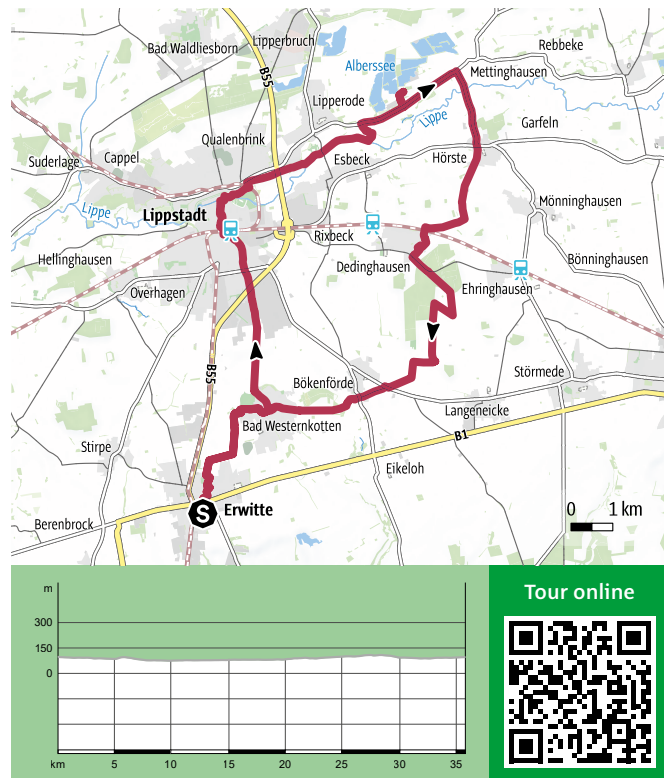 Bad Waldliesborn
Lipperbruch
B55
Rebbeke
Alberssee
Mettinghausen
Lipperode
Lippe
Garfeln
Qualenbrink
Suderlage
Cappel
Esbeck
Hörste
Lippe
Lippstadt
Mönninghausen
Rixbeck
Hellinghausen
Dedinghausen
Bönninghausen
Overhagen
Ehringhausen
B55
Bökenförde
Störmede
Langeneicke
Bad Westernkotten
B1
Stirpe
Eikeloh
S Erwitte
0 1 km
Berenbrock
m
300
150
0
km 5 10 15 20 25 30 35
Tour online